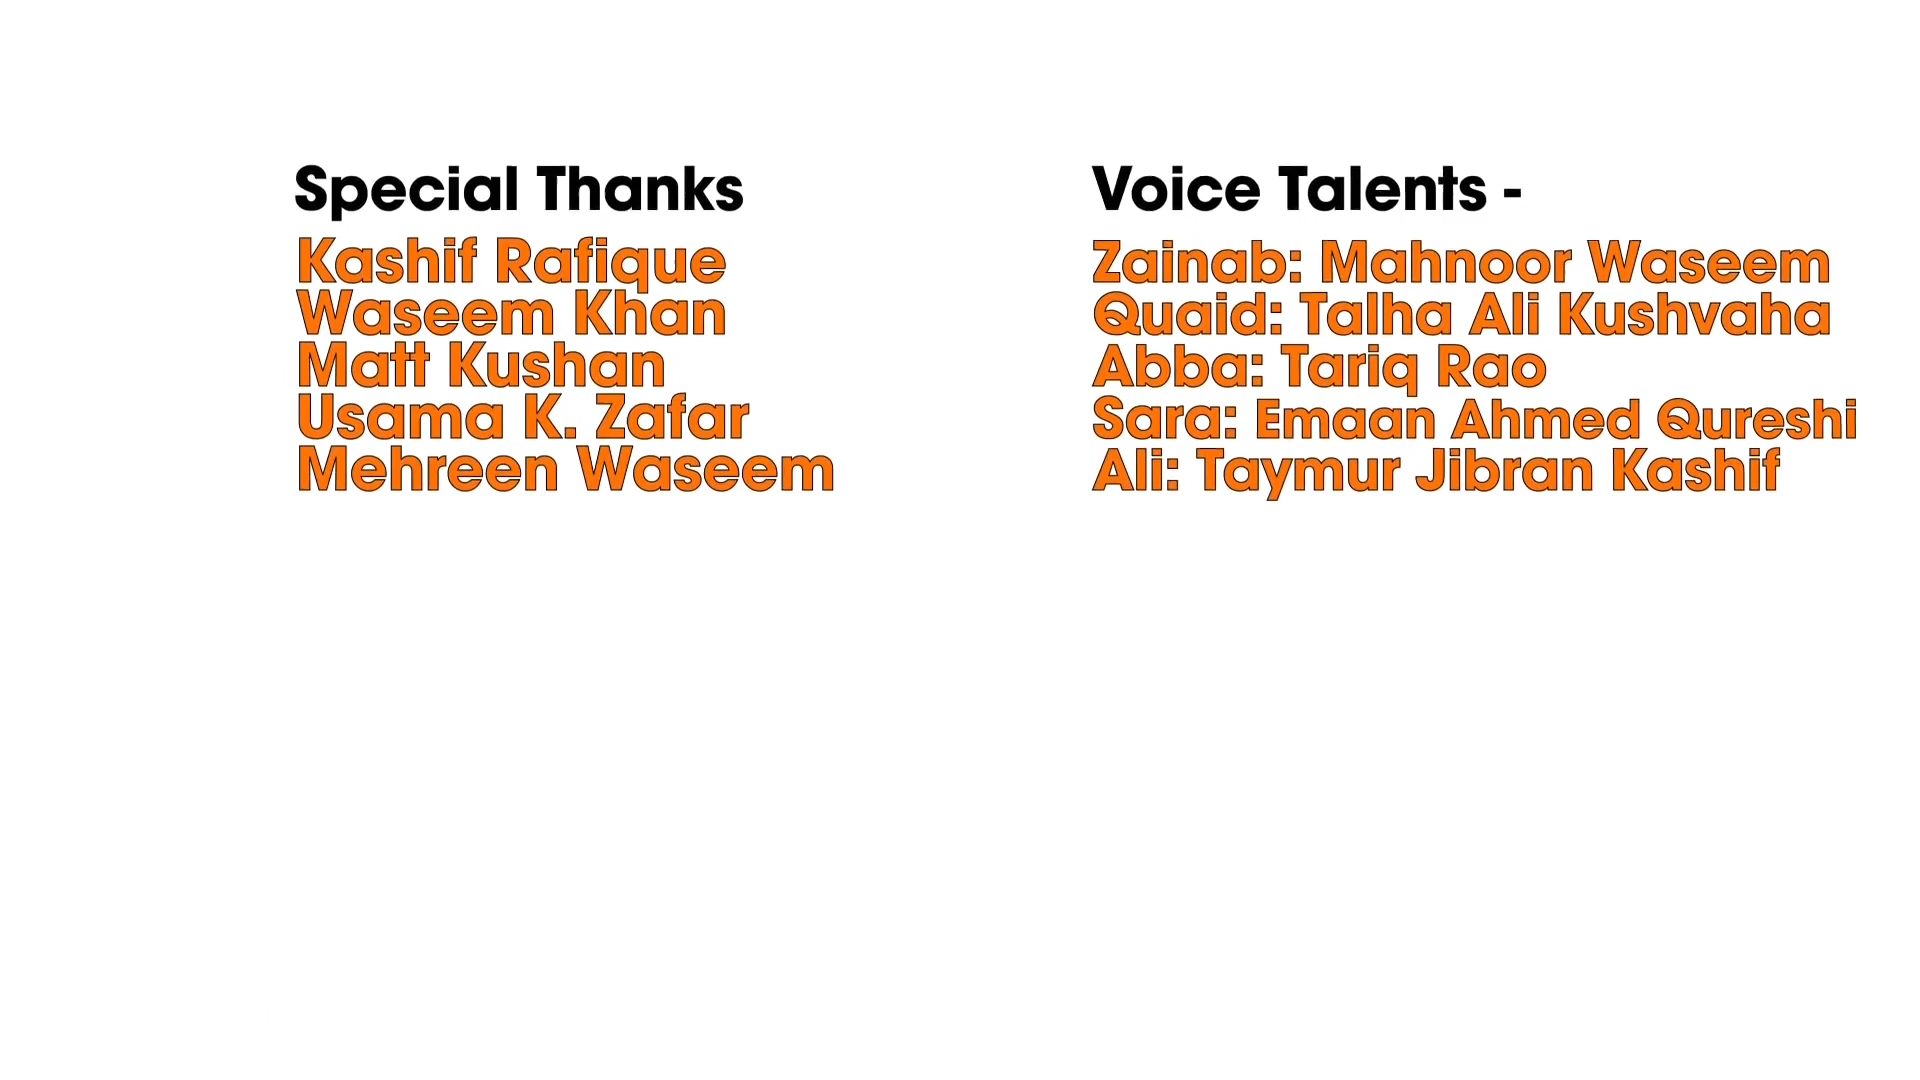 Special Thanks
Kashif Rafique
Waseem Khan
Matt Kushan
Usama K. Zafar
Mehreen Waseem
Voice Talents -
Zainab: Mahnoor Waseem
Quaid: Talha Ali Kushvaha
Abba: Tariq Rao
Sara: Emaan Ahmed Qureshi
Ali: Taymur Jibran Kashif